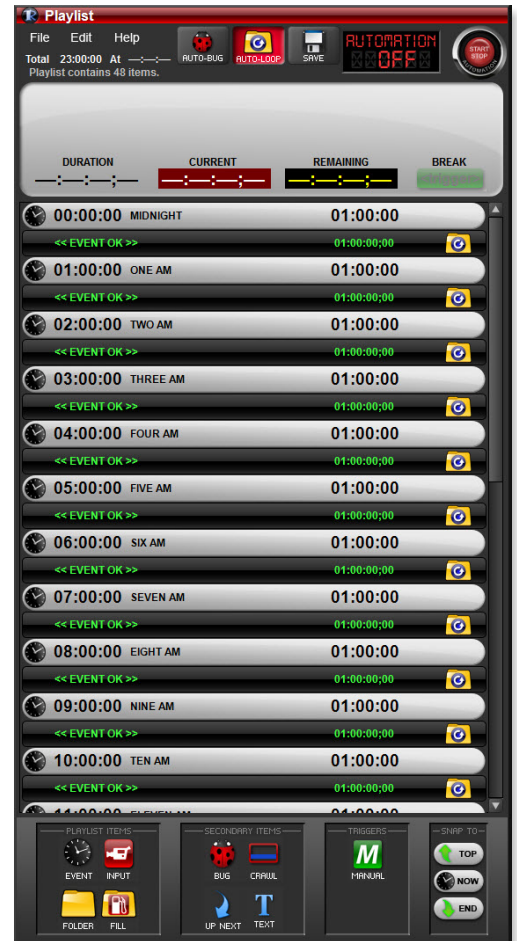 Playlist
File Edit Help
Total 23:00:00 At —:—:—
Playlist contains 48 items.
AUTO-BUG
AUTO-LOOP
SAVE
AUTOMATION
OFF
START
STOP
AUTOMATION
DURATION CURRENT REMAINING BREAK
—:—:—;— —:—:—;— —:—:—;—
00:00:00 MIDNIGHT 01:00:00
<< EVENT OK >> 01:00:00;00
01:00:00 ONE AM 01:00:00
<< EVENT OK >> 01:00:00;00
02:00:00 TWO AM 01:00:00
<< EVENT OK >> 01:00:00;00
03:00:00 THREE AM 01:00:00
<< EVENT OK >> 01:00:00;00
04:00:00 FOUR AM 01:00:00
<< EVENT OK >> 01:00:00;00
05:00:00 FIVE AM 01:00:00
<< EVENT OK >> 01:00:00;00
06:00:00 SIX AM 01:00:00
<< EVENT OK >> 01:00:00;00
07:00:00 SEVEN AM 01:00:00
<< EVENT OK >> 01:00:00;00
08:00:00 EIGHT AM 01:00:00
<< EVENT OK >> 01:00:00;00
09:00:00 NINE AM 01:00:00
<< EVENT OK >> 01:00:00;00
10:00:00 TEN AM 01:00:00
<< EVENT OK >> 01:00:00;00
11:00:00 ELEVEN AM 01:00:00
PLAYLIST ITEMS SECONDARY ITEMS TRIGGERS SNAP TO
EVENT INPUT BUG CRAWL MANUAL TOP
NOW
FOLDER FILL UP NEXT TEXT END